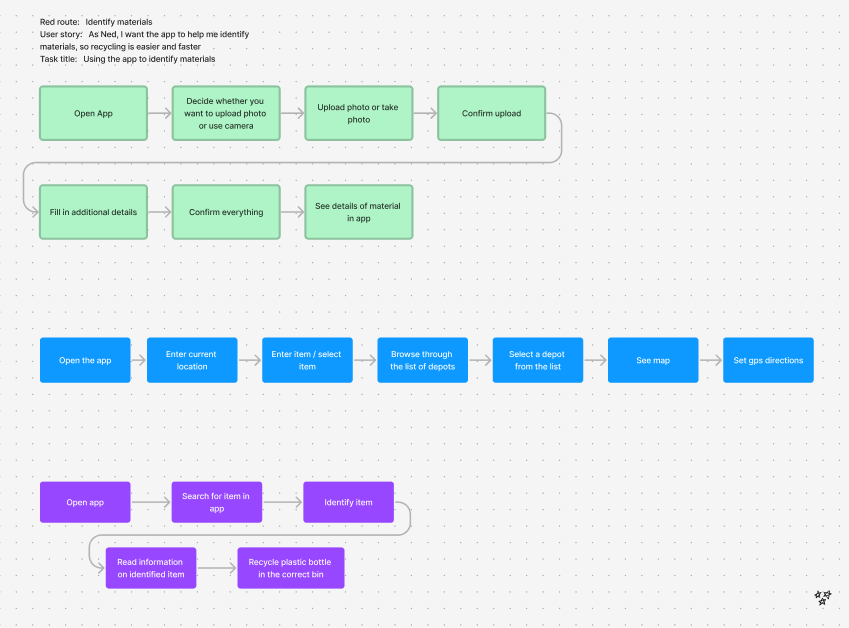 Red route:   Identify materials
User story:   As Ned, I want the app to help me identify
materials, so recycling is easier and faster
Task title:   Using the app to identify materials
Open App
Decide whether you
want to upload photo
or use camera
Upload photo or take
photo
Confirm upload
Fill in additional details
Confirm everything
See details of material
in app
Open the app
Enter current
location
Enter item / select
item
Browse through
the list of depots
Select a depot
from the list
See map
Set gps directions
Open app
Search for item in
app
Identify item
Read information
on identified item
Recycle plastic bottle
in the correct bin